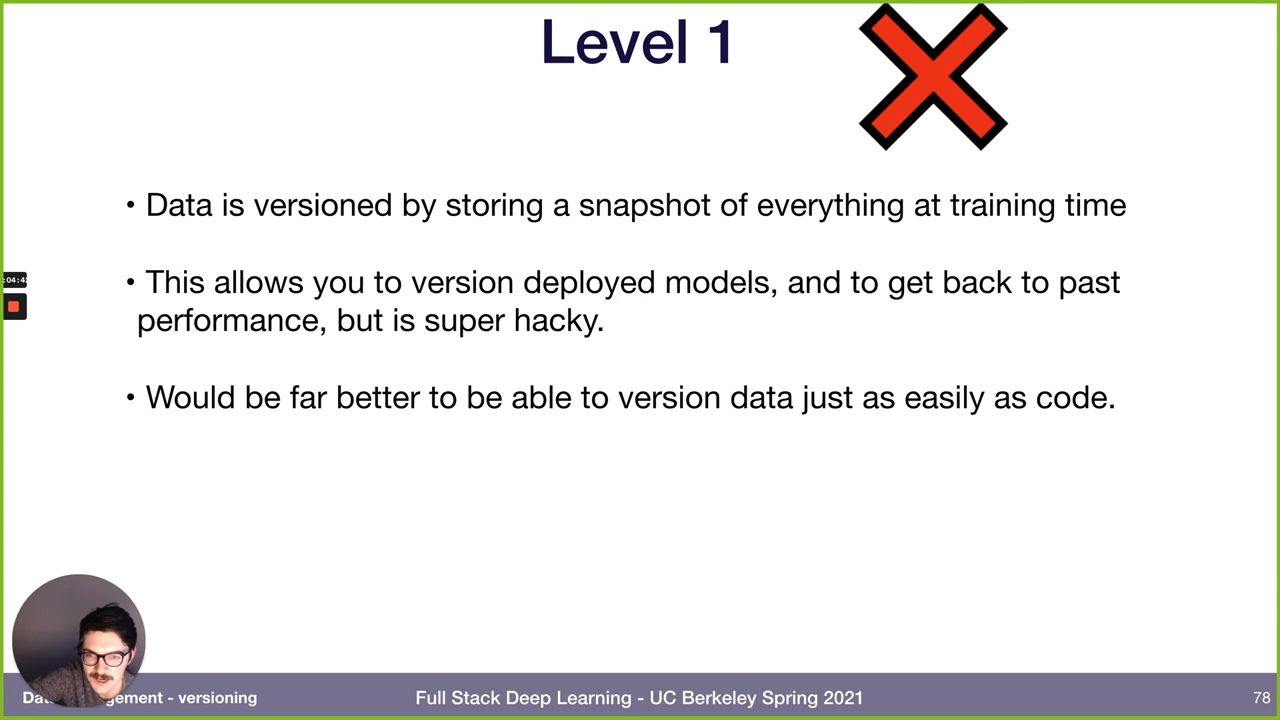 Level 1
• Data is versioned by storing a snapshot of everything at training time
• This allows you to version deployed models, and to get back to past
performance, but is super hacky.
• Would be far better to be able to version data just as easily as code.
Full Stack Deep Learning - UC Berkeley Spring 2021
- versioning
78